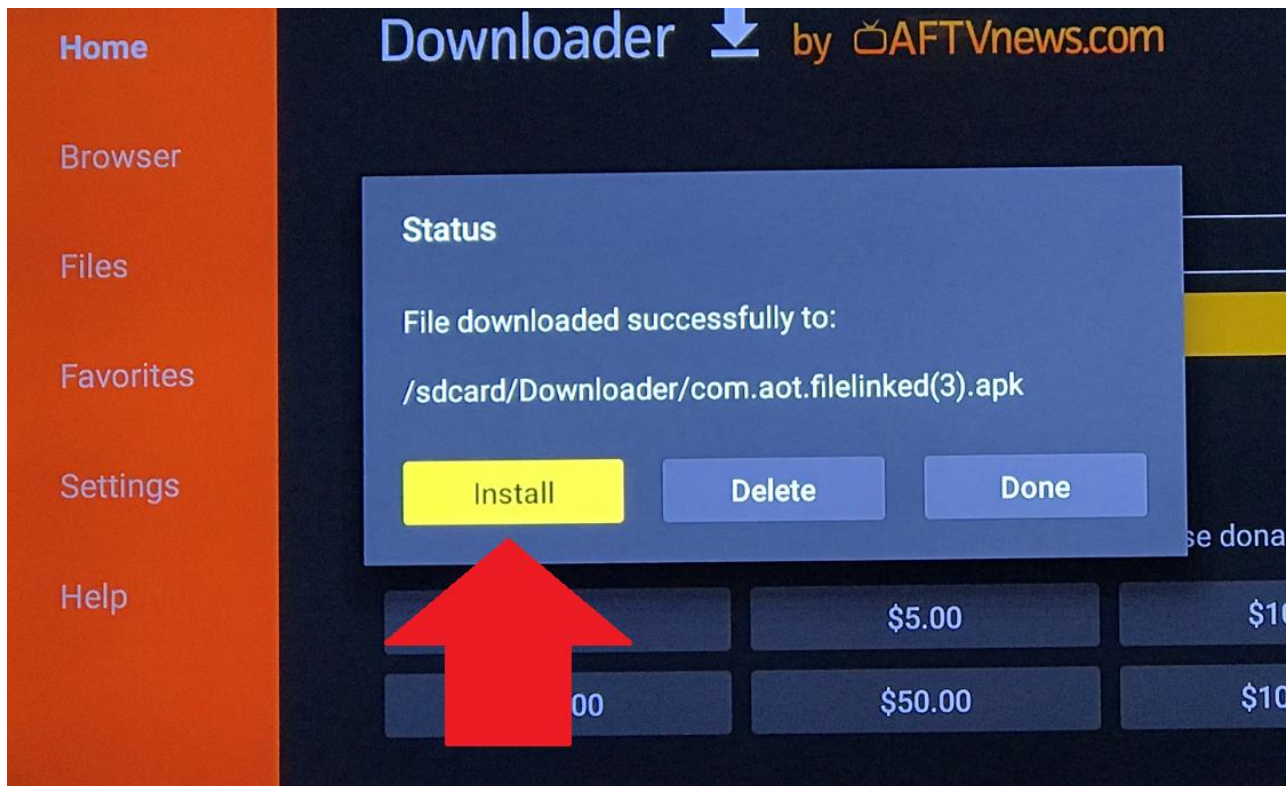 Home
Downloader by AFTVnews.com
Browser
Files
Favorites
Settings
Help
Status
File downloaded successfully to:
/sdcard/Downloader/com.aot.filelinked(3).apk
Install Delete Done
$5.00
$50.00